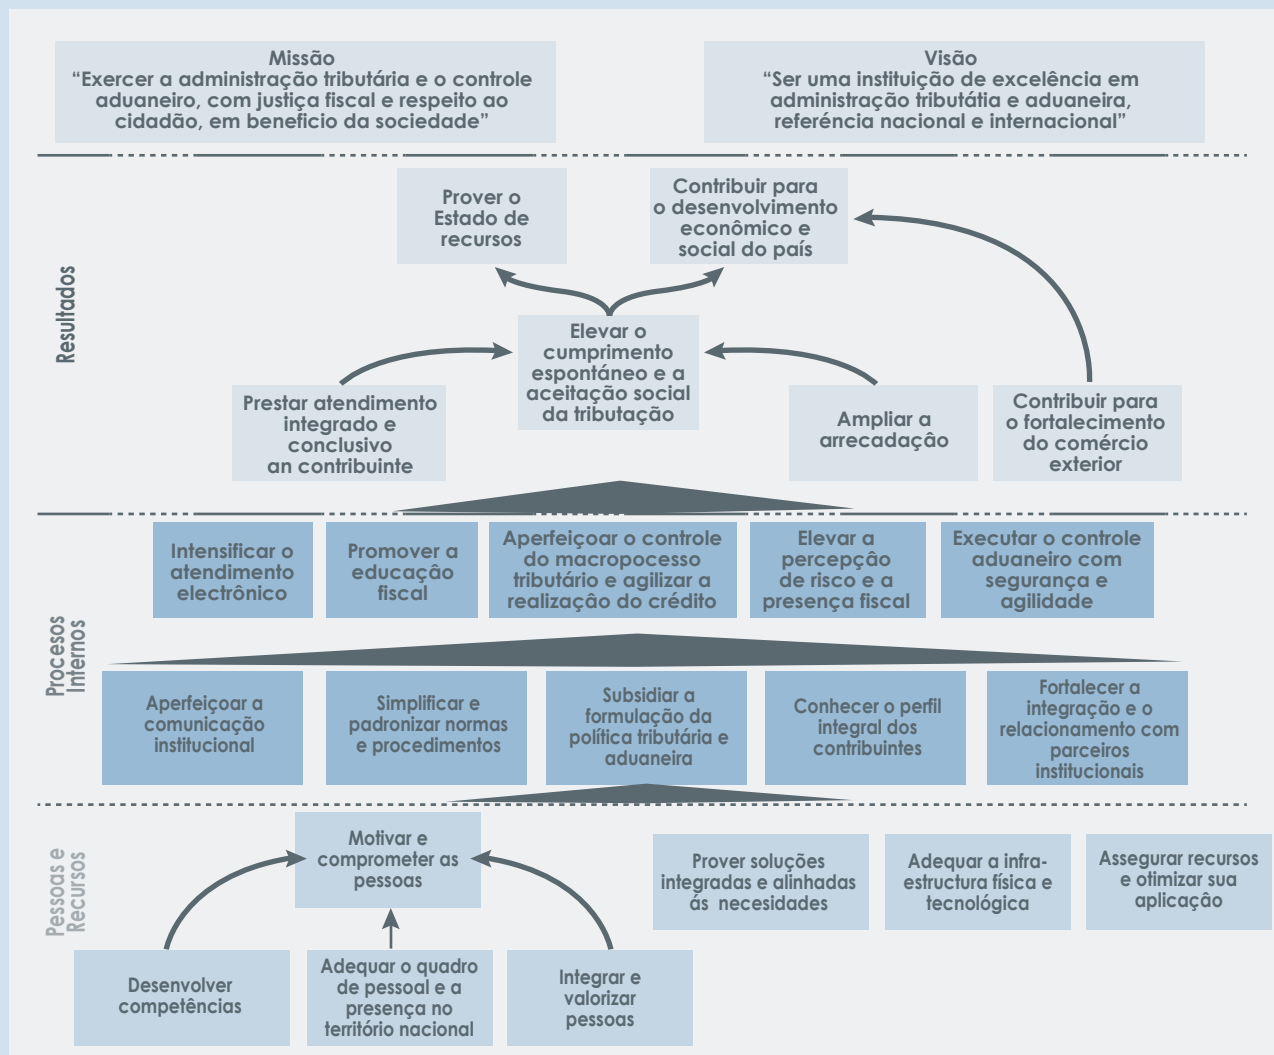 Missão
“Exercer a administração tributária e o controle
aduaneiro, com justiça fiscal e respeito ao
cidadão, em beneficio da sociedade”
Visão
“Ser uma instituição de excelência em
administração tributátia e aduaneira,
referéncia nacional e internacional”
Resultados
Prover o
Estado de
recursos
Contribuir para
o desenvolvimento
econômico e
social do país
Elevar o
cumprimento
espontáneo e a
aceitação social
da tributação
Prestar atendimento
integrado e
conclusivo
an contribuinte
Ampliar a
arrecadaçâo
Contribuir para
o fortalecimento
do comércio
exterior
Procesos
Internos
Intensificar o
atendimento
electrônico
Promover a
educaçâo
fiscal
Aperfeiçoar o controle
do macropocesso
tributário e agilizar a
realizaçâo do crédito
Elevar a
percepçâo
de risco e a
presença fiscal
Executar o controle
aduaneiro com
segurança e
agilidade
Aperfeiçoar a
comunicação
institucional
Simplificar e
padronizar normas
e procedimentos
Subsidiar a
formulação da
política tributária e
aduaneira
Conhecer o perfil
integral dos
contribuintes
Fortalecer a
integração e o
relacionamento com
parceiros
institucionais
Pessoas e
Recursos
Motivar e
comprometer as
pessoas
Prover soluções
integradas e alinhadas
ás necesidades
Adequar a infra-
estructura física e
tecnológica
Assegurar recursos
e otimizar sua
aplicaçâo
Desenvolver
competências
Adequar o quadro
de pessoal e a
presença no
território nacional
Integrar e
valorizar
pessoas